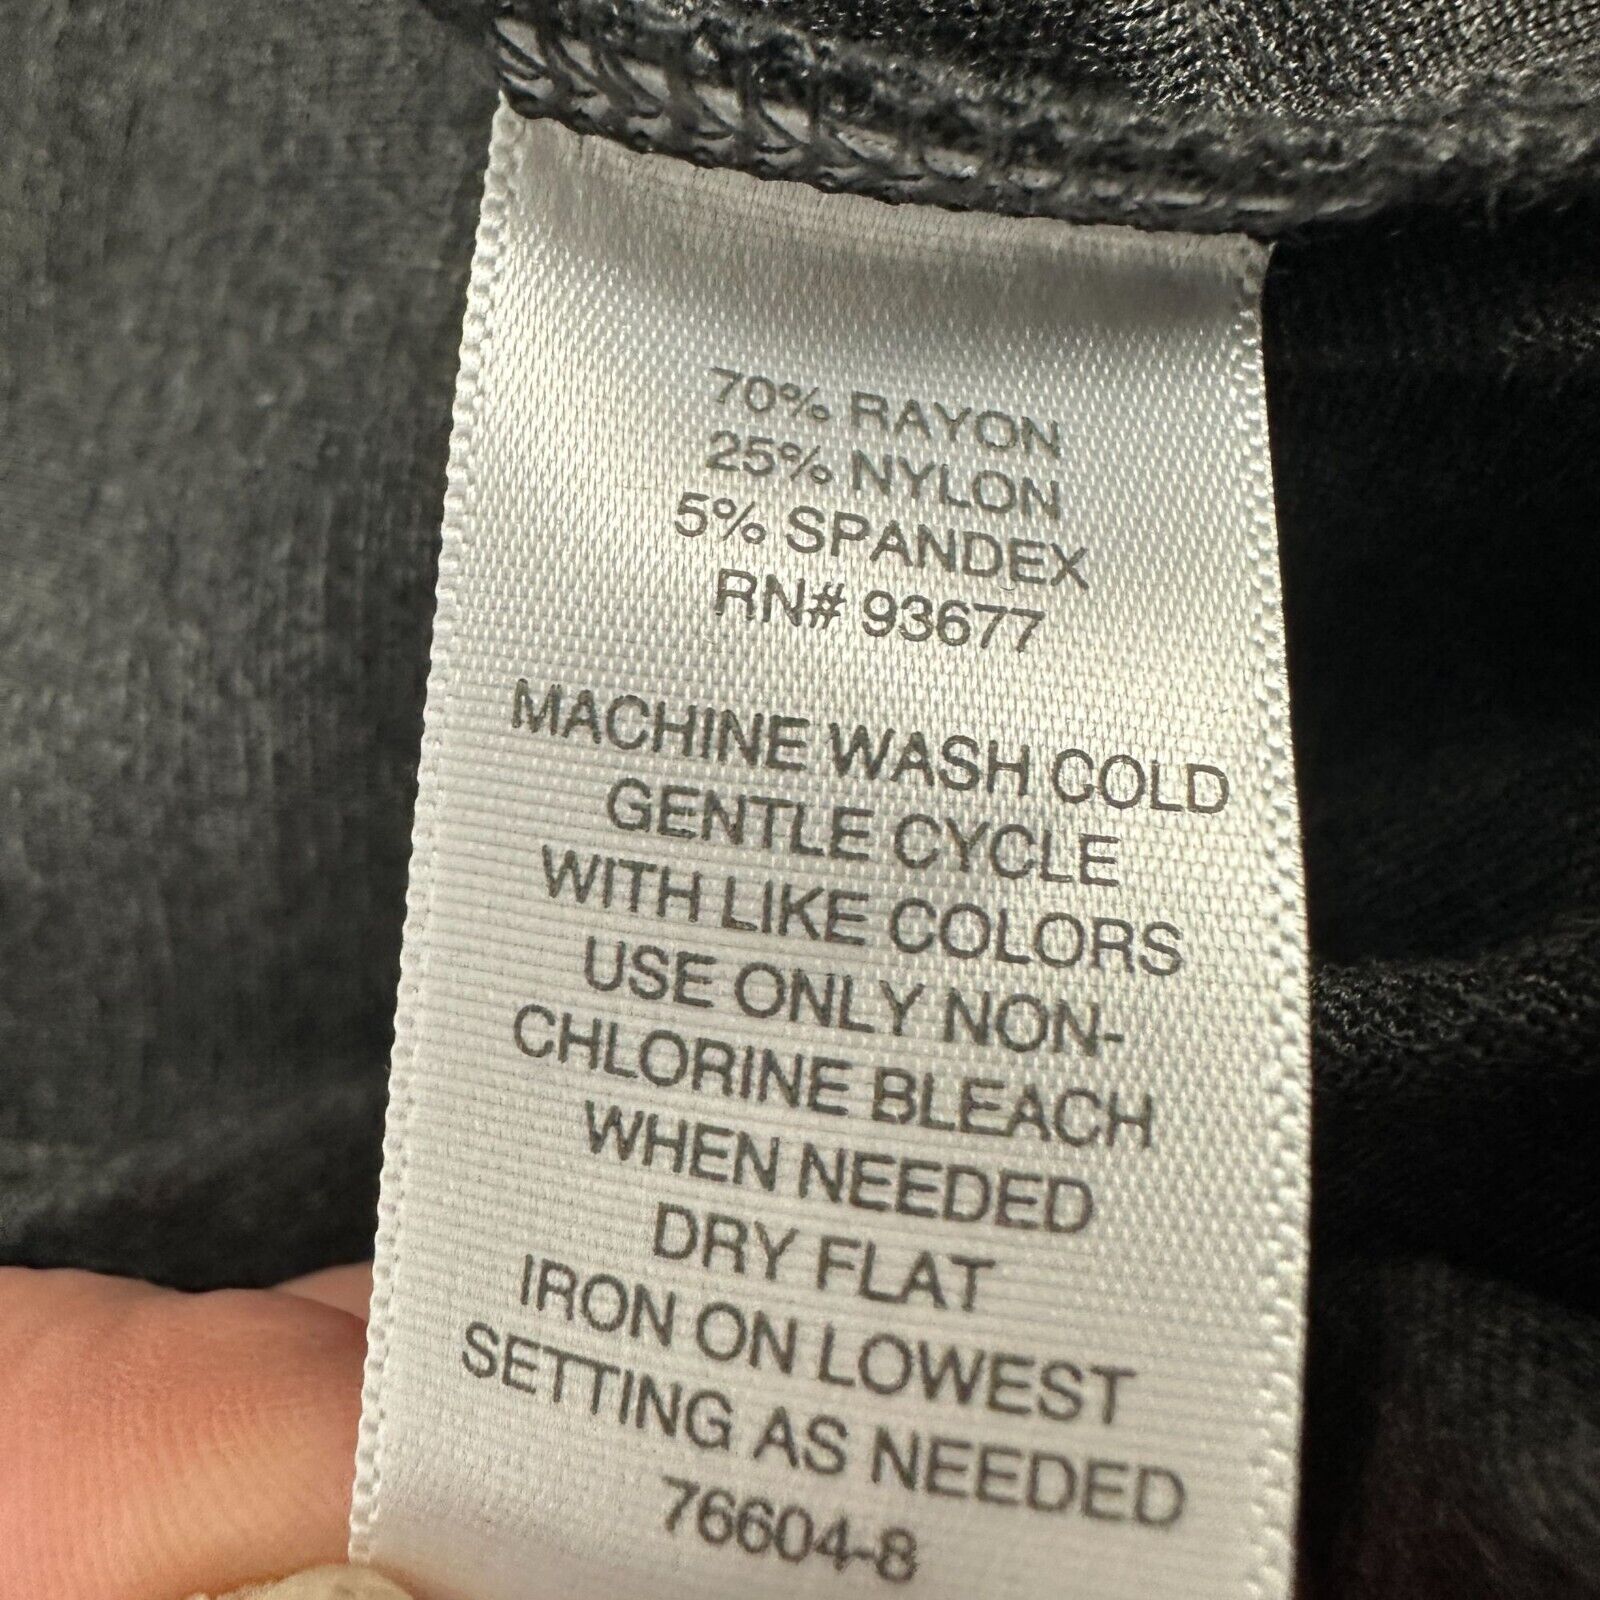 70% RAYON
25% NYLON
5% SPANDEX
RN# 93677
MACHINE WASH COLD
GENTLE CYCLE
WITH LIKE COLORS
USE ONLY NON-
CHLORINE BLEACH
WHEN NEEDED
DRY FLAT
IRON ON LOWEST
SETTING AS NEEDED
76604-8